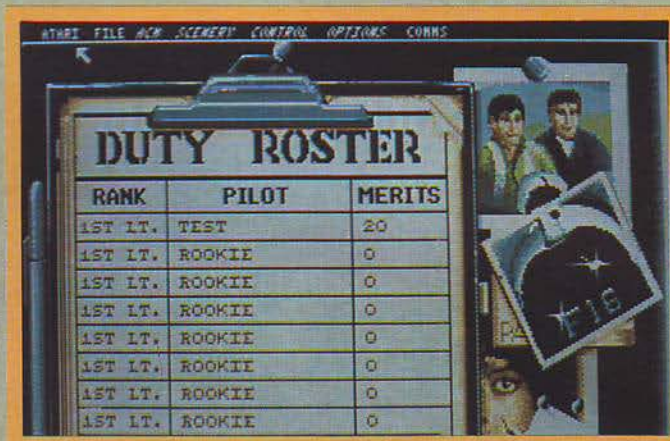 ATARI FILE ACM SCENERY CONTROL OPTIONS COMMS
DUTY ROSTER
RANK PILOT MERITS
1ST LT. TEST 20
1ST LT. ROOKIE 0
1ST LT. ROOKIE 0
1ST LT. ROOKIE 0
1ST LT. ROOKIE 0
1ST LT. ROOKIE 0
1ST LT. ROOKIE 0
1ST LT. ROOKIE 0
F16